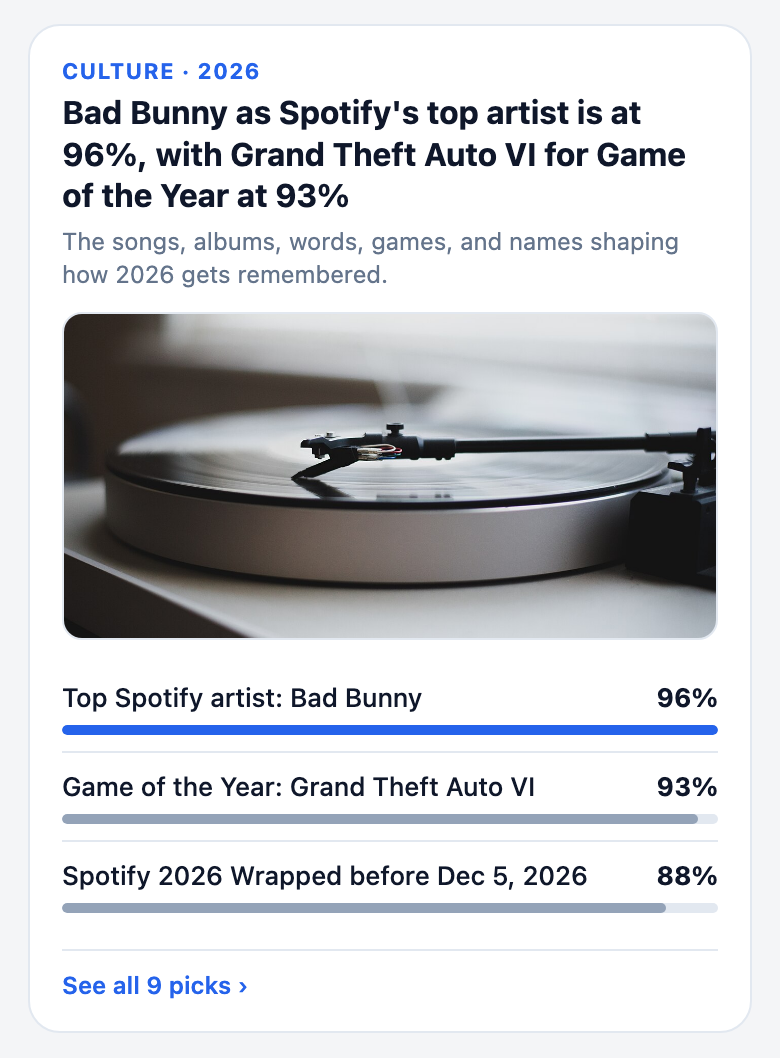 CULTURE · 2026
Bad Bunny as Spotify's top artist is at
96%, with Grand Theft Auto VI for Game
of the Year at 93%
The songs, albums, words, games, and names shaping
how 2026 gets remembered.
Top Spotify artist: Bad Bunny 96%
Game of the Year: Grand Theft Auto VI 93%
Spotify 2026 Wrapped before Dec 5, 2026 88%
See all 9 picks ›